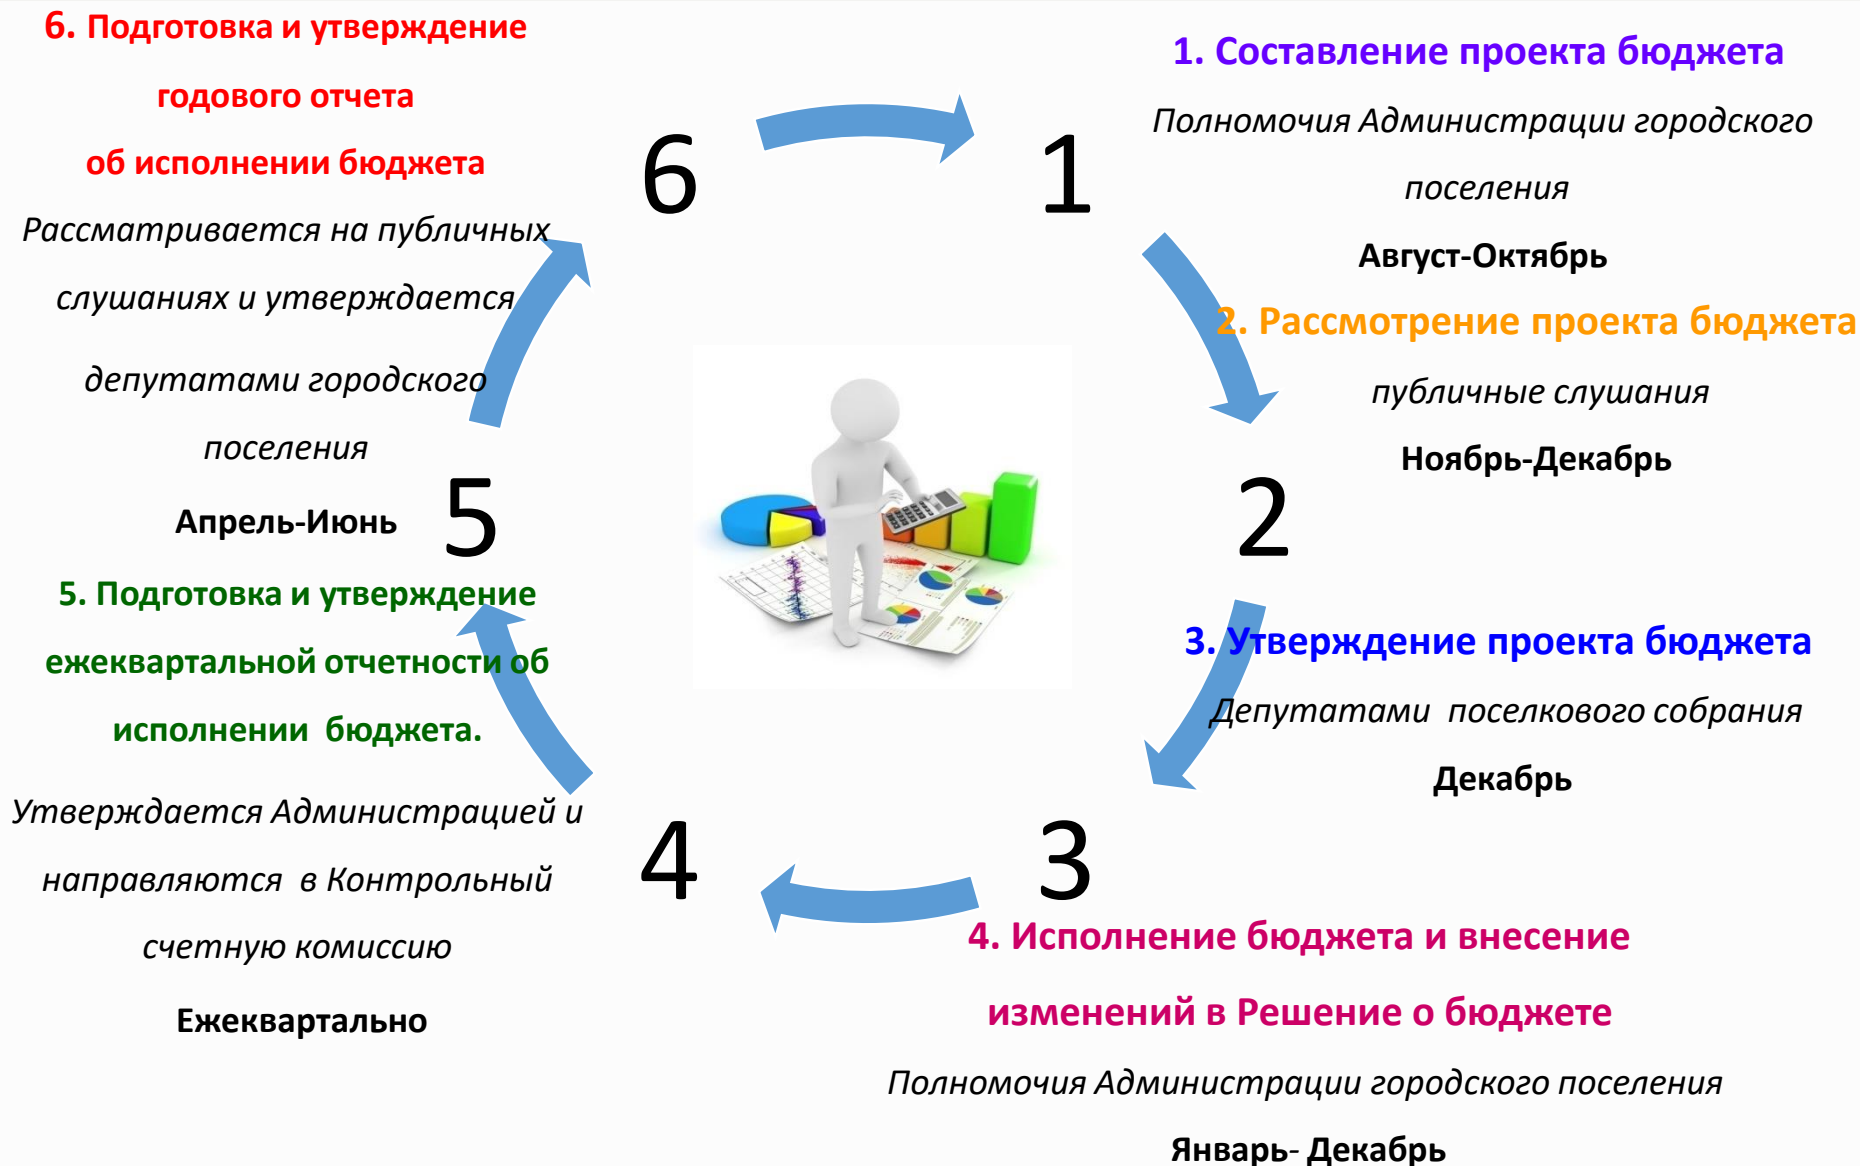 6. Подготовка и утверждение
годового отчета
об исполнении бюджета
Рассматривается на публичных
слушаниях и утверждается
депутатами городского
поселения
Апрель-Июнь
5. Подготовка и утверждение
ежеквартальной отчетности об
исполнении  бюджета.
Утверждается Администрацией и
направляются  в Контрольный
счетную комиссию
Ежеквартально
6
1
5
2
4
3
1. Составление проекта бюджета
Полномочия Администрации городского
поселения
Август-Октябрь
2. Рассмотрение проекта бюджета
публичные слушания
Ноябрь-Декабрь
3. Утверждение проекта бюджета
Депутатами  поселкового собрания
Декабрь
4. Исполнение бюджета и внесение
изменений в Решение о бюджете
Полномочия Администрации городского поселения
Январь- Декабрь